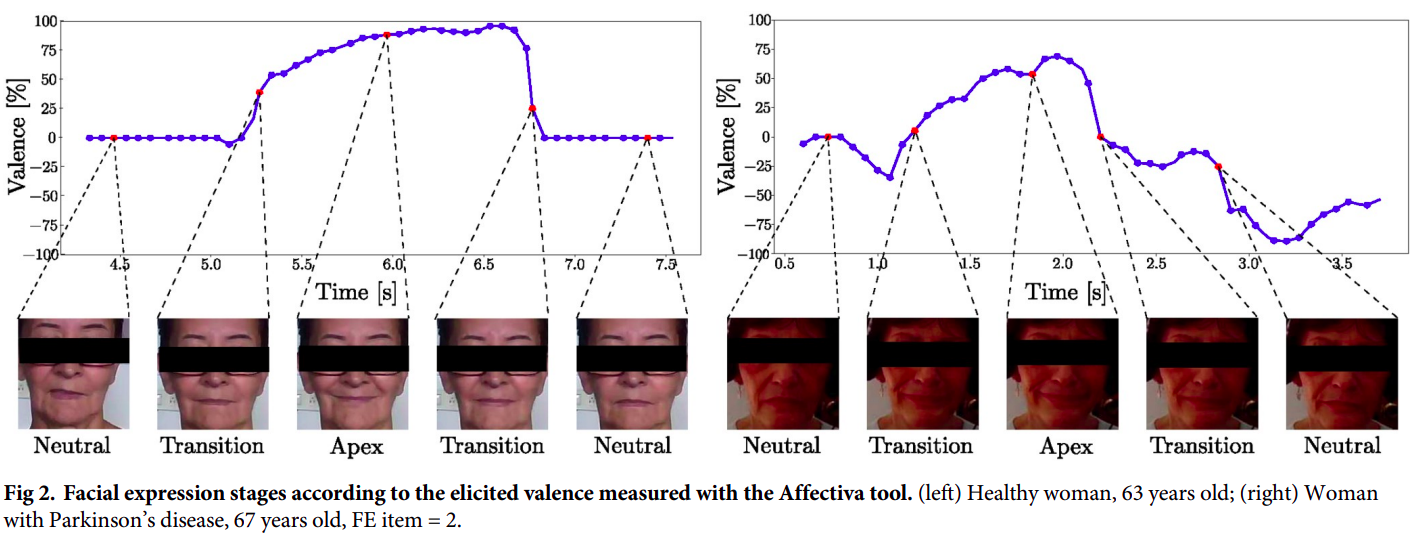 100
75
50
25
0
−25
−50
−75
−100
Valence [%]
4.5 5.0 5.5 6.0 6.5 7.0 7.5
Time [s]
Neutral Transition Apex Transition Neutral
100
75
50
25
0
−25
−50
−75
−100
Valence [%]
0.5 1.0 1.5 2.0 2.5 3.0 3.5
Time [s]
Neutral Transition Apex Transition Neutral
Fig 2. Facial expression stages according to the elicited valence measured with the Affectiva tool. (left) Healthy woman, 63 years old; (right) Woman
with Parkinson’s disease, 67 years old, FE item = 2.